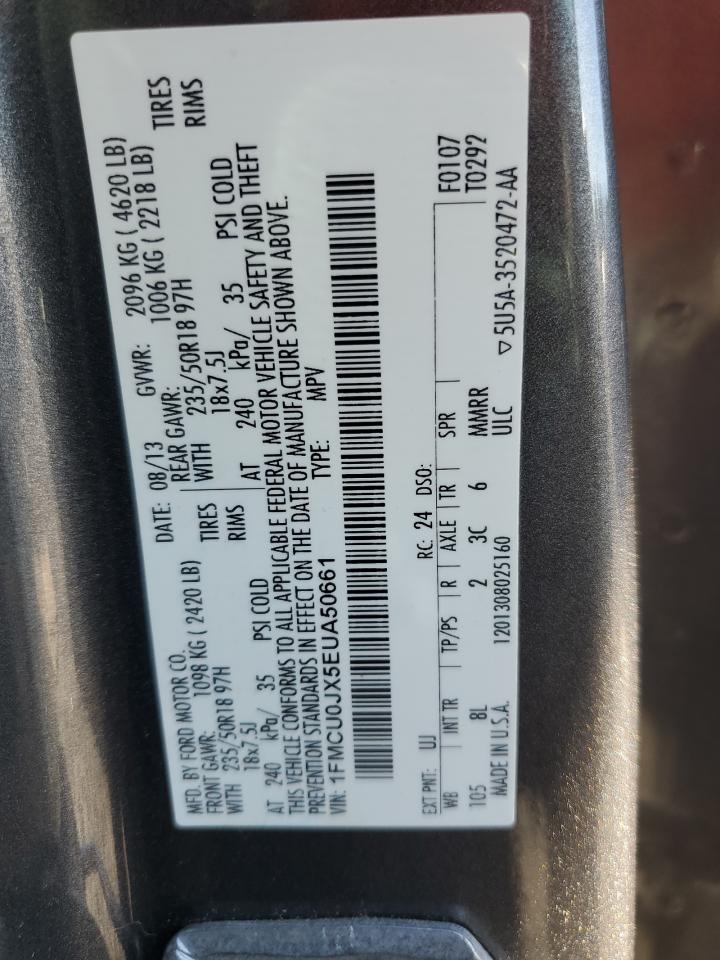 MFD. BY FORD MOTOR CO. DATE: 08/13 GVWR: 2096 KG ( 4620 LB)
FRONT GAWR: 1098 KG ( 2420 LB) REAR GAWR: 1006 KG ( 2218 LB)
WITH 235/50R18 97H TIRES WITH 235/50R18 97H TIRES
18x7.5J RIMS 18x7.5J RIMS
AT 240 kPa/ 35 PSI COLD AT 240 kPa/ 35 PSI COLD
THIS VEHICLE CONFORMS TO ALL APPLICABLE FEDERAL MOTOR VEHICLE SAFETY AND THEFT
PREVENTION STANDARDS IN EFFECT ON THE DATE OF MANUFACTURE SHOWN ABOVE.
VIN: 1FMCU0JX5EUA50661 TYPE: MPV
EXT PNT: UJ RC: 24 DSO: F0107
WB INT TR TP/PS R AXLE TR SPR T0292
105 8L 2 3C 6 MMRR
MADE IN U.S.A. 1201308025160 ULC ▽5U5A-3520472-AA